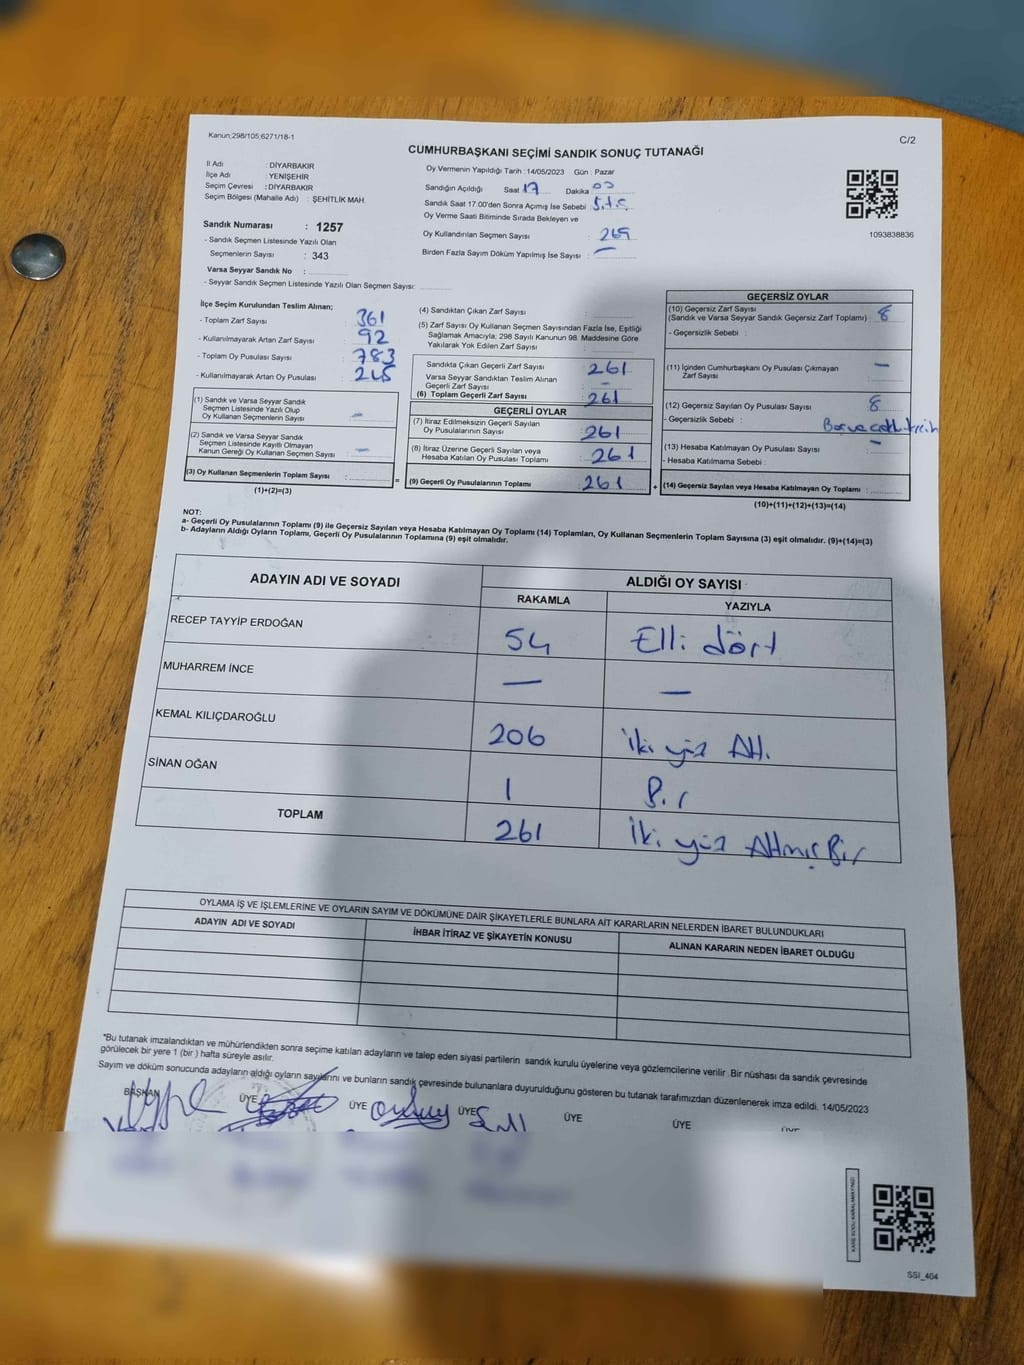 Kanun;298/105;6271/18-1
C/2
CUMHURBAŞKANI SEÇİMİ SANDIK SONUÇ TUTANAĞI
İl Adı : DİYARBAKIR
İlçe Adı : YENİŞEHİR
Seçim Çevresi : DİYARBAKIR
Seçim Bölgesi (Mahalle Adı) : ŞEHİTLİK MAH.
Sandık Numarası : 1257
- Sandık Seçmen Listesinde Yazılı Olan
Seçmenlerin Sayısı : 343
Varsa Seyyar Sandık No :
- Seyyar Sandık Seçmen Listesinde Yazılı Olan Seçmen Sayısı:
Oy Vermenin Yapıldığı Tarih :14/05/2023 Gün : Pazar
Sandığın Açıldığı Saat 17 Dakika
Sandık Saat 17.00'den Sonra Açımış İse Sebebi :
Oy Verme Saati Bitiminde Sırada Bekleyen ve
Oy Kullandırılan Seçmen Sayısı : 269
Birden Fazla Sayım Döküm Yapılmış İse Sayısı : —
1093838836
İlçe Seçim Kurulundan Teslim Alınan;
- Toplam Zarf Sayısı : 361
- Kullanılmayarak Artan Zarf Sayısı : 92
- Toplam Oy Pusulası Sayısı : 783
- Kullanılmayarak Artan Oy Pusulası :
(1) Sandık ve Varsa Seyyar Sandık
Seçmen Listesinde Yazılı Olup
Oy Kullanan Seçmenlerin Sayısı : —
(2) Sandık ve Varsa Seyyar Sandık
Seçmen Listesinde Kayıtlı Olmayan
Kanun Gereği Oy Kullanan Seçmen Sayısı : —
(3) Oy Kullanan Seçmenlerin Toplam Sayısı :
(1)+(2)=(3)
=
(4) Sandıktan Çıkan Zarf Sayısı :
(5) Zarf Sayısı Oy Kullanan Seçmen Sayısından Fazla İse, Eşitliği
Sağlamak Amacıyla; 298 Sayılı Kanunun 98. Maddesine Göre
Yakılarak Yok Edilen Zarf Sayısı :
Sandıkta Çıkan Geçerli Zarf Sayısı : 261
Varsa Seyyar Sandıktan Teslim Alınan
Geçerli Zarf Sayısı : —
(6) Toplam Geçerli Zarf Sayısı : 261
GEÇERLİ OYLAR
(7) İtiraz Edilmeksizin Geçerli Sayılan
Oy Pusulalarının Sayısı : 261
(8) İtiraz Üzerine Geçerli Sayılan veya
Hesaba Katılan Oy Pusulası Toplamı : 261
(9) Geçerli Oy Pusulalarının Toplamı : 261
+
GEÇERSİZ OYLAR
(10) Geçersiz Zarf Sayısı
(Sandık ve Varsa Seyyar Sandık Geçersiz Zarf Toplamı) : 8
- Geçersizlik Sebebi :
(11) İçinden Cumhurbaşkanı Oy Pusulası Çıkmayan
Zarf Sayısı : —
(12) Geçersiz Sayılan Oy Pusulası Sayısı : 8
- Geçersizlik Sebebi :
(13) Hesaba Katılmayan Oy Pusulası Sayısı : —
- Hesaba Katılmama Sebebi :
(14) Geçersiz Sayılan veya Hesaba Katılmayan Oy Toplamı :
(10)+(11)+(12)+(13)=(14)
NOT:
a- Geçerli Oy Pusulalarının Toplamı (9) ile Geçersiz Sayılan veya Hesaba Katılmayan Oy Toplamı (14) Toplamları, Oy Kullanan Seçmenlerin Toplam Sayısına (3) eşit olmalıdır. (9)+(14)=(3)
b- Adayların Aldığı Oyların Toplamı, Geçerli Oy Pusulalarının Toplamına (9) eşit olmalıdır.
ADAYIN ADI VE SOYADI ALDIĞI OY SAYISI
RAKAMLA YAZIYLA
RECEP TAYYİP ERDOĞAN 54 Elli dört
MUHARREM İNCE — —
KEMAL KILIÇDAROĞLU 206 iki yüz Altı
SİNAN OĞAN 1 Bir
TOPLAM 261 İki yüz Altmış Bir
OYLAMA İŞ VE İŞLEMLERİNE VE OYLARIN SAYIM VE DÖKÜMÜNE DAİR ŞİKAYETLERLE BUNLARA AİT KARARLARIN NELERDEN İBARET BULUNDUKLARI
ADAYIN ADI VE SOYADI İHBAR İTİRAZ VE ŞİKAYETİN KONUSU ALINAN KARARIN NEDEN İBARET OLDUĞU
*Bu tutanak imzalandıktan ve mühürlendikten sonra seçime katılan adayların ve talep eden siyasi partilerin sandık kurulu üyelerine veya gözlemcilerine verilir. Bir nüshası da sandık çevresinde
görülecek bir yere 1 (bir ) hafta süreyle asılır.
Sayım ve döküm sonucunda adayların aldığı oyların sayılarını ve bunların sandık çevresinde bulunanlara duyurulduğunu gösteren bu tutanak tarafımızdan düzenlenerek imza edildi. 14/05/2023
BAŞKAN ÜYE ÜYE ÜYE ÜYE ÜYE ÜYE
KARE KODU KARALAMAYINIZ!
SSI_404